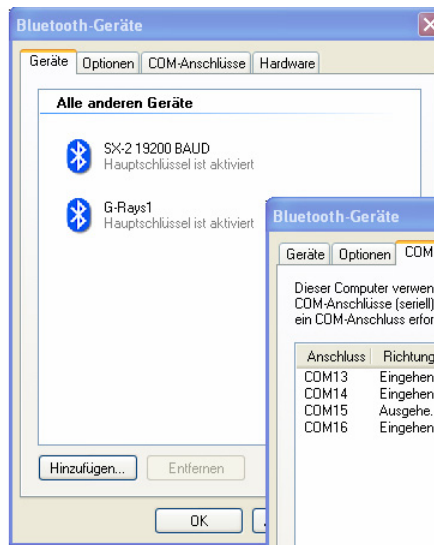 Bluetooth-Geräte
Geräte Optionen COM-Anschlüsse Hardware
Alle anderen Geräte
SX-2 19200 BAUD
Hauptschlüssel ist aktiviert
G-Rays1
Hauptschlüssel ist aktiviert
Hinzufügen... Entfernen
OK
Bluetooth-Geräte
Geräte Optionen COM
Dieser Computer verwen
COM-Anschlüsse (seriell)
ein COM-Anschluss erfor
Anschluss Richtung
COM13 Eingehen
COM14 Eingehen
COM15 Ausgehe.
COM16 Eingehen